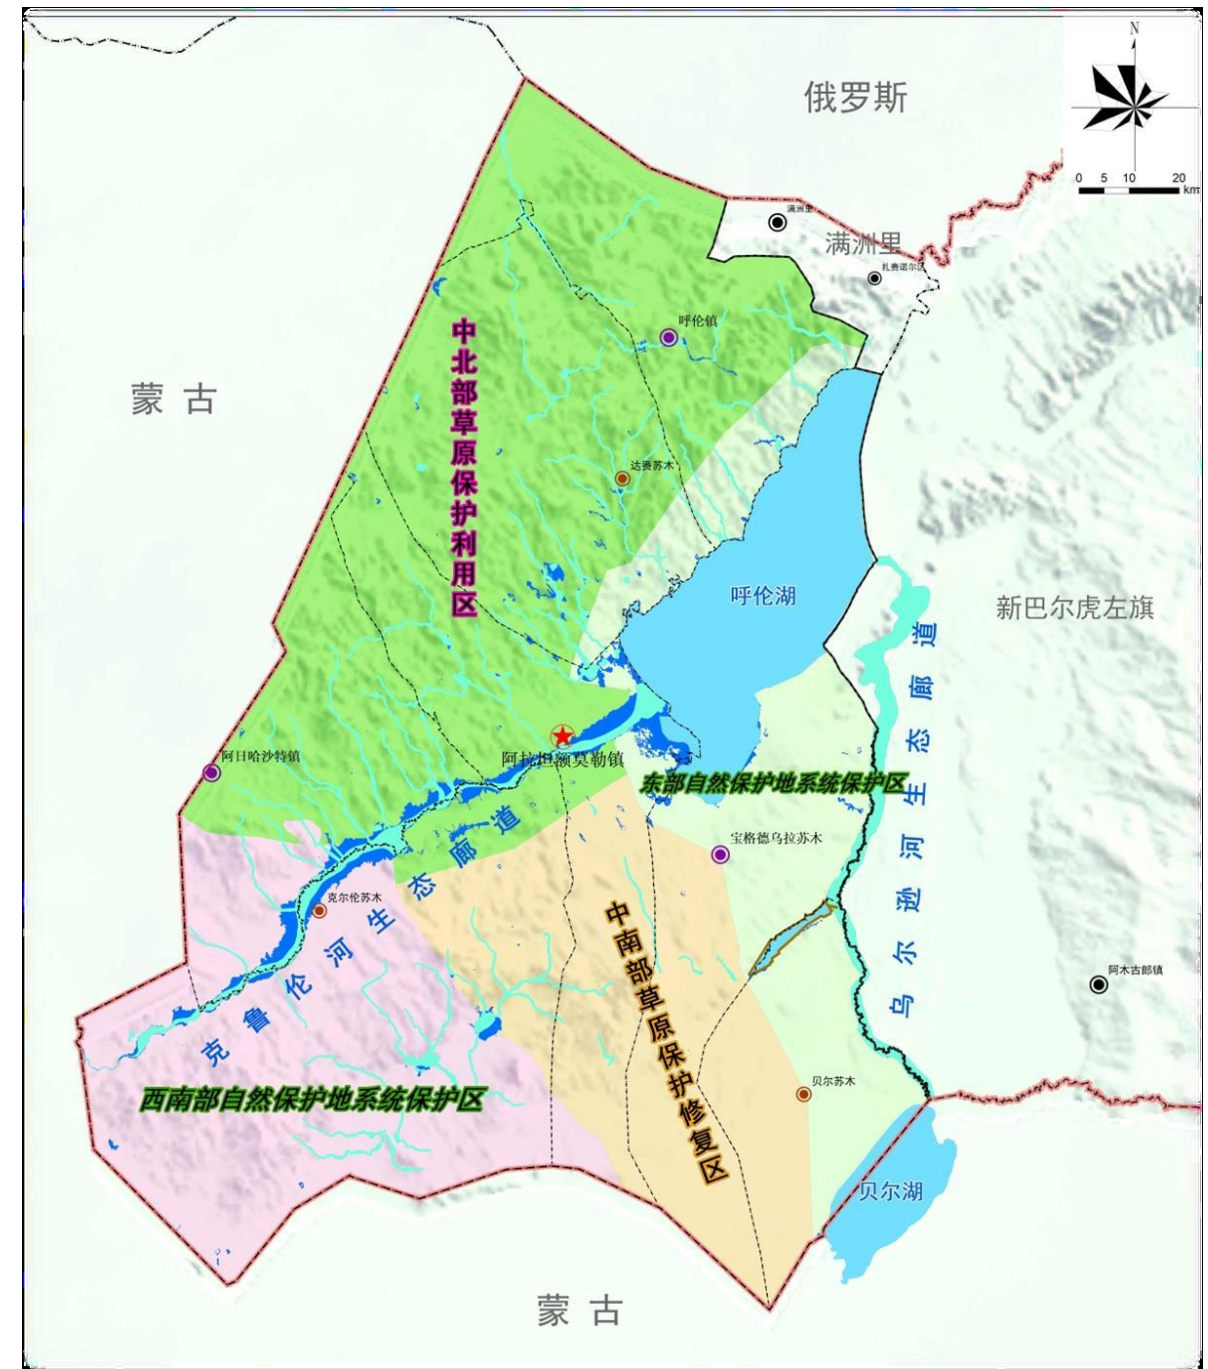 N
俄罗斯
0 5 10 20
km
满洲里
满洲里
扎赉诺尔区
呼伦镇
蒙 古
中北部草原保护利用区
达赉苏木
呼伦湖
新巴尔虎左旗
乌尔逊河生态廊道
阿日哈沙特镇
阿拉坦额莫勒镇
东部自然保护地系统保护区
宝格德乌拉苏木
克鲁伦河生态廊道
克尔伦苏木
中南部草原保护修复区
阿木古郎镇
西南部自然保护地系统保护区
贝尔苏木
贝尔湖
蒙 古